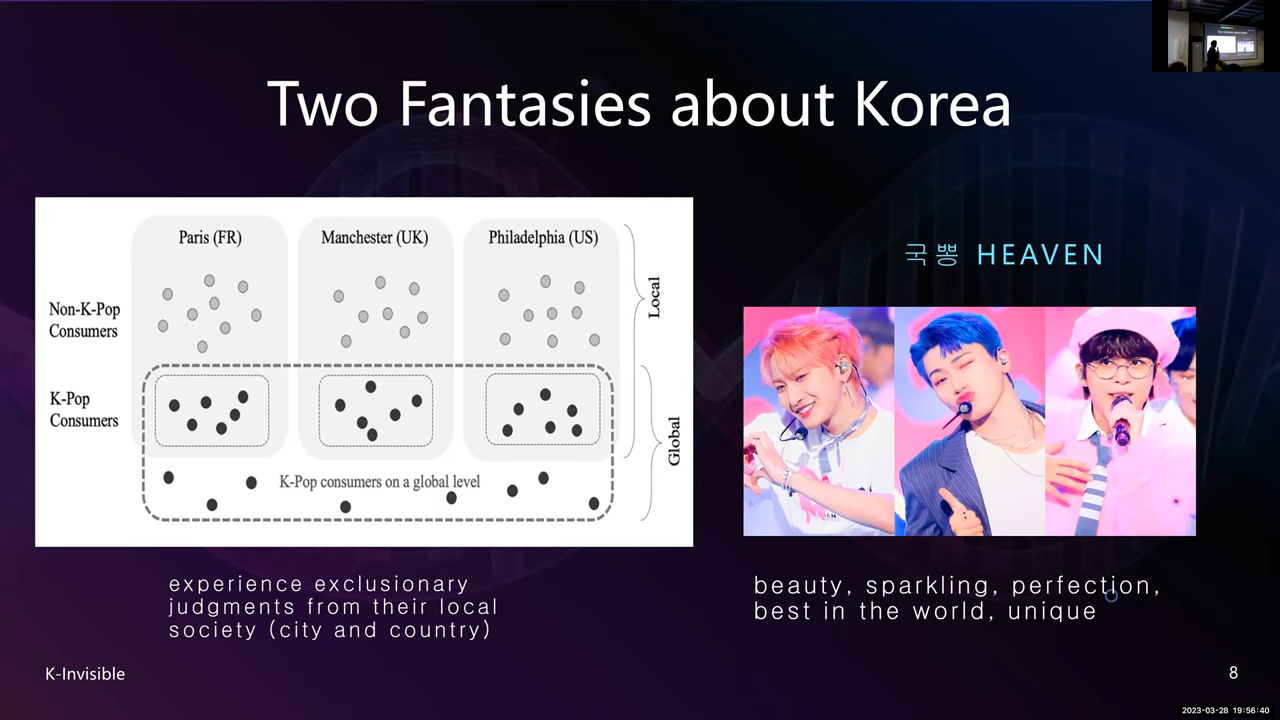 Two Fantasies about Korea
Paris (FR)
Manchester (UK)
Philadelphia (US)
Non-K-Pop
Consumers
Local
K-Pop
Consumers
Global
K-Pop consumers on a global level
experience exclusionary
judgments from their local
society (city and country)
국뽕 HEAVEN
beauty, sparkling, perfection,
best in the world, unique
K-Invisible
8
2023-03-28 19:56:40